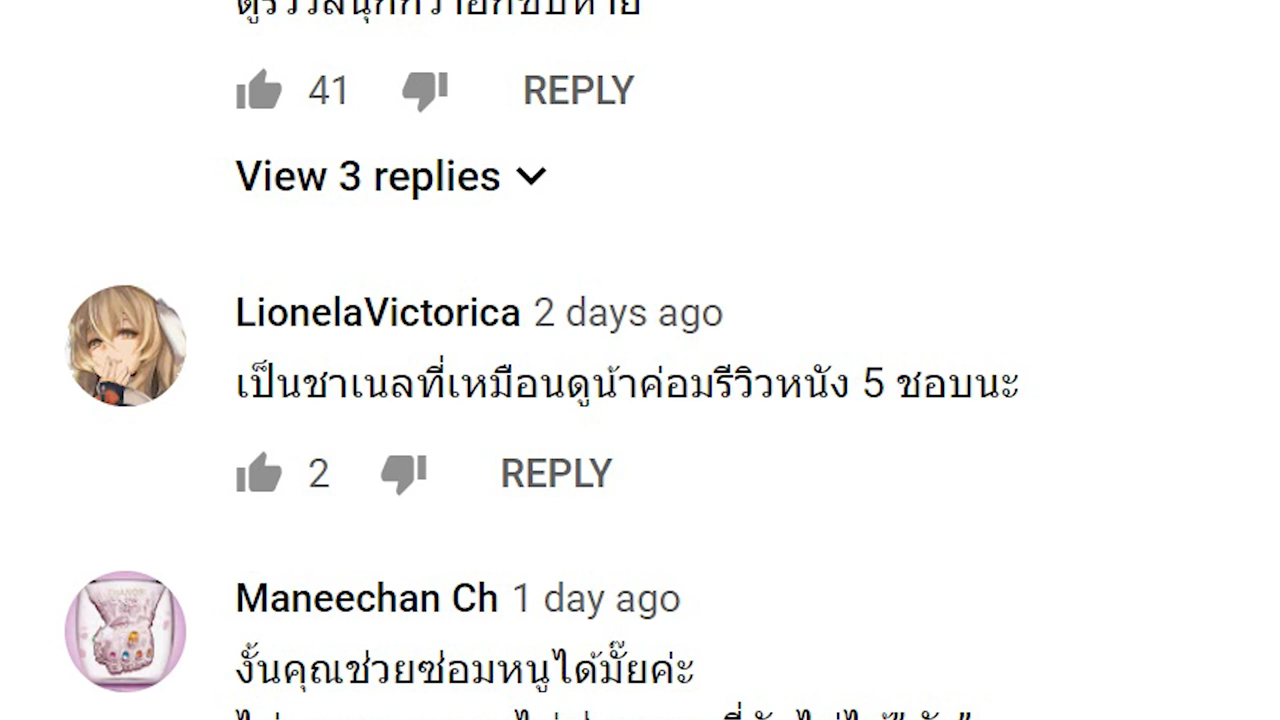 41 REPLY
View 3 replies
LionelaVictorica 2 days ago
เป็นชาเนลที่เหมือนดูน้าค่อมรีวิวหนัง 5 ชอบนะ
2 REPLY
Maneechan Ch 1 day ago
งั้นคุณช่วยซ่อมหนูได้มั๊ยค่ะ